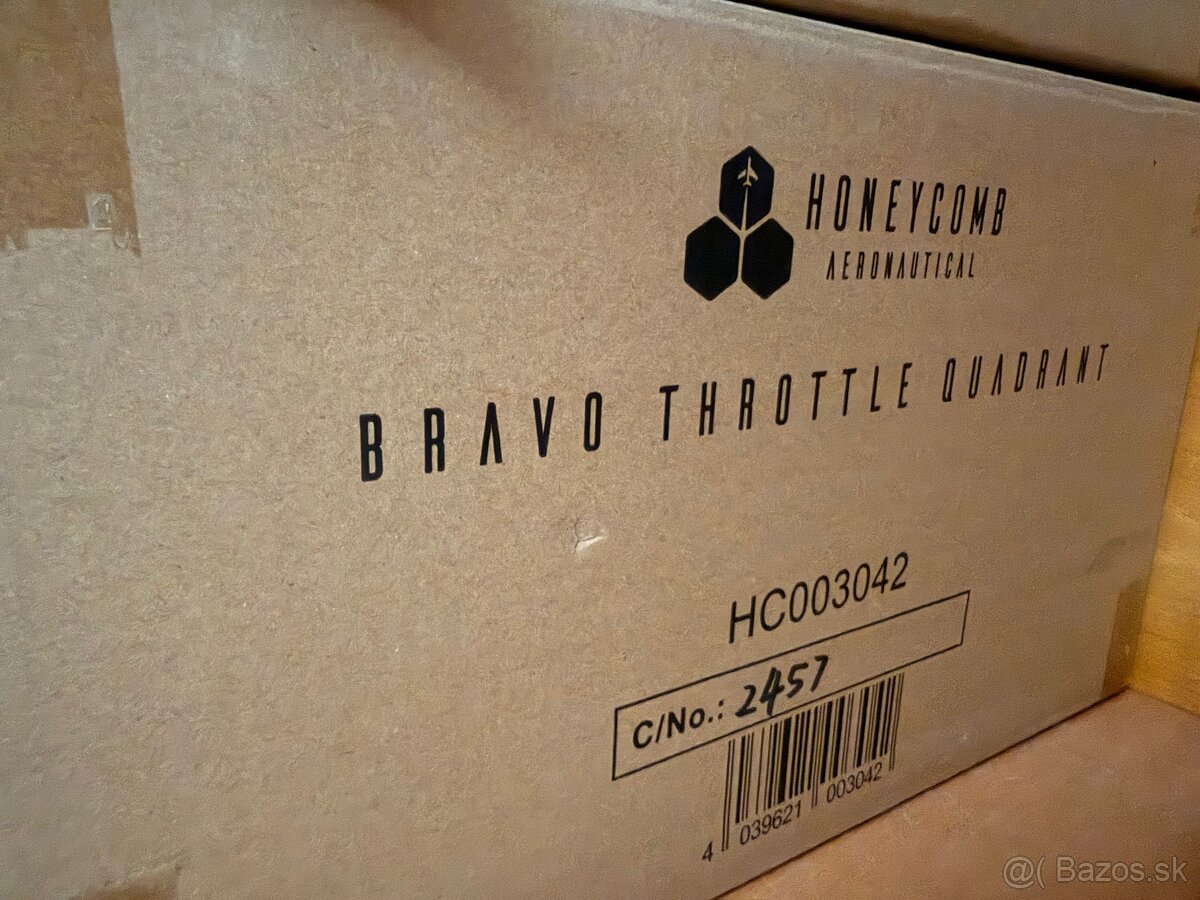 HONEYCOMB
AERONAUTICAL
BRAVO THROTTLE QUADRANT
HC003042
C/No.: 2457
4 039621 003042
@( Bazos.sk